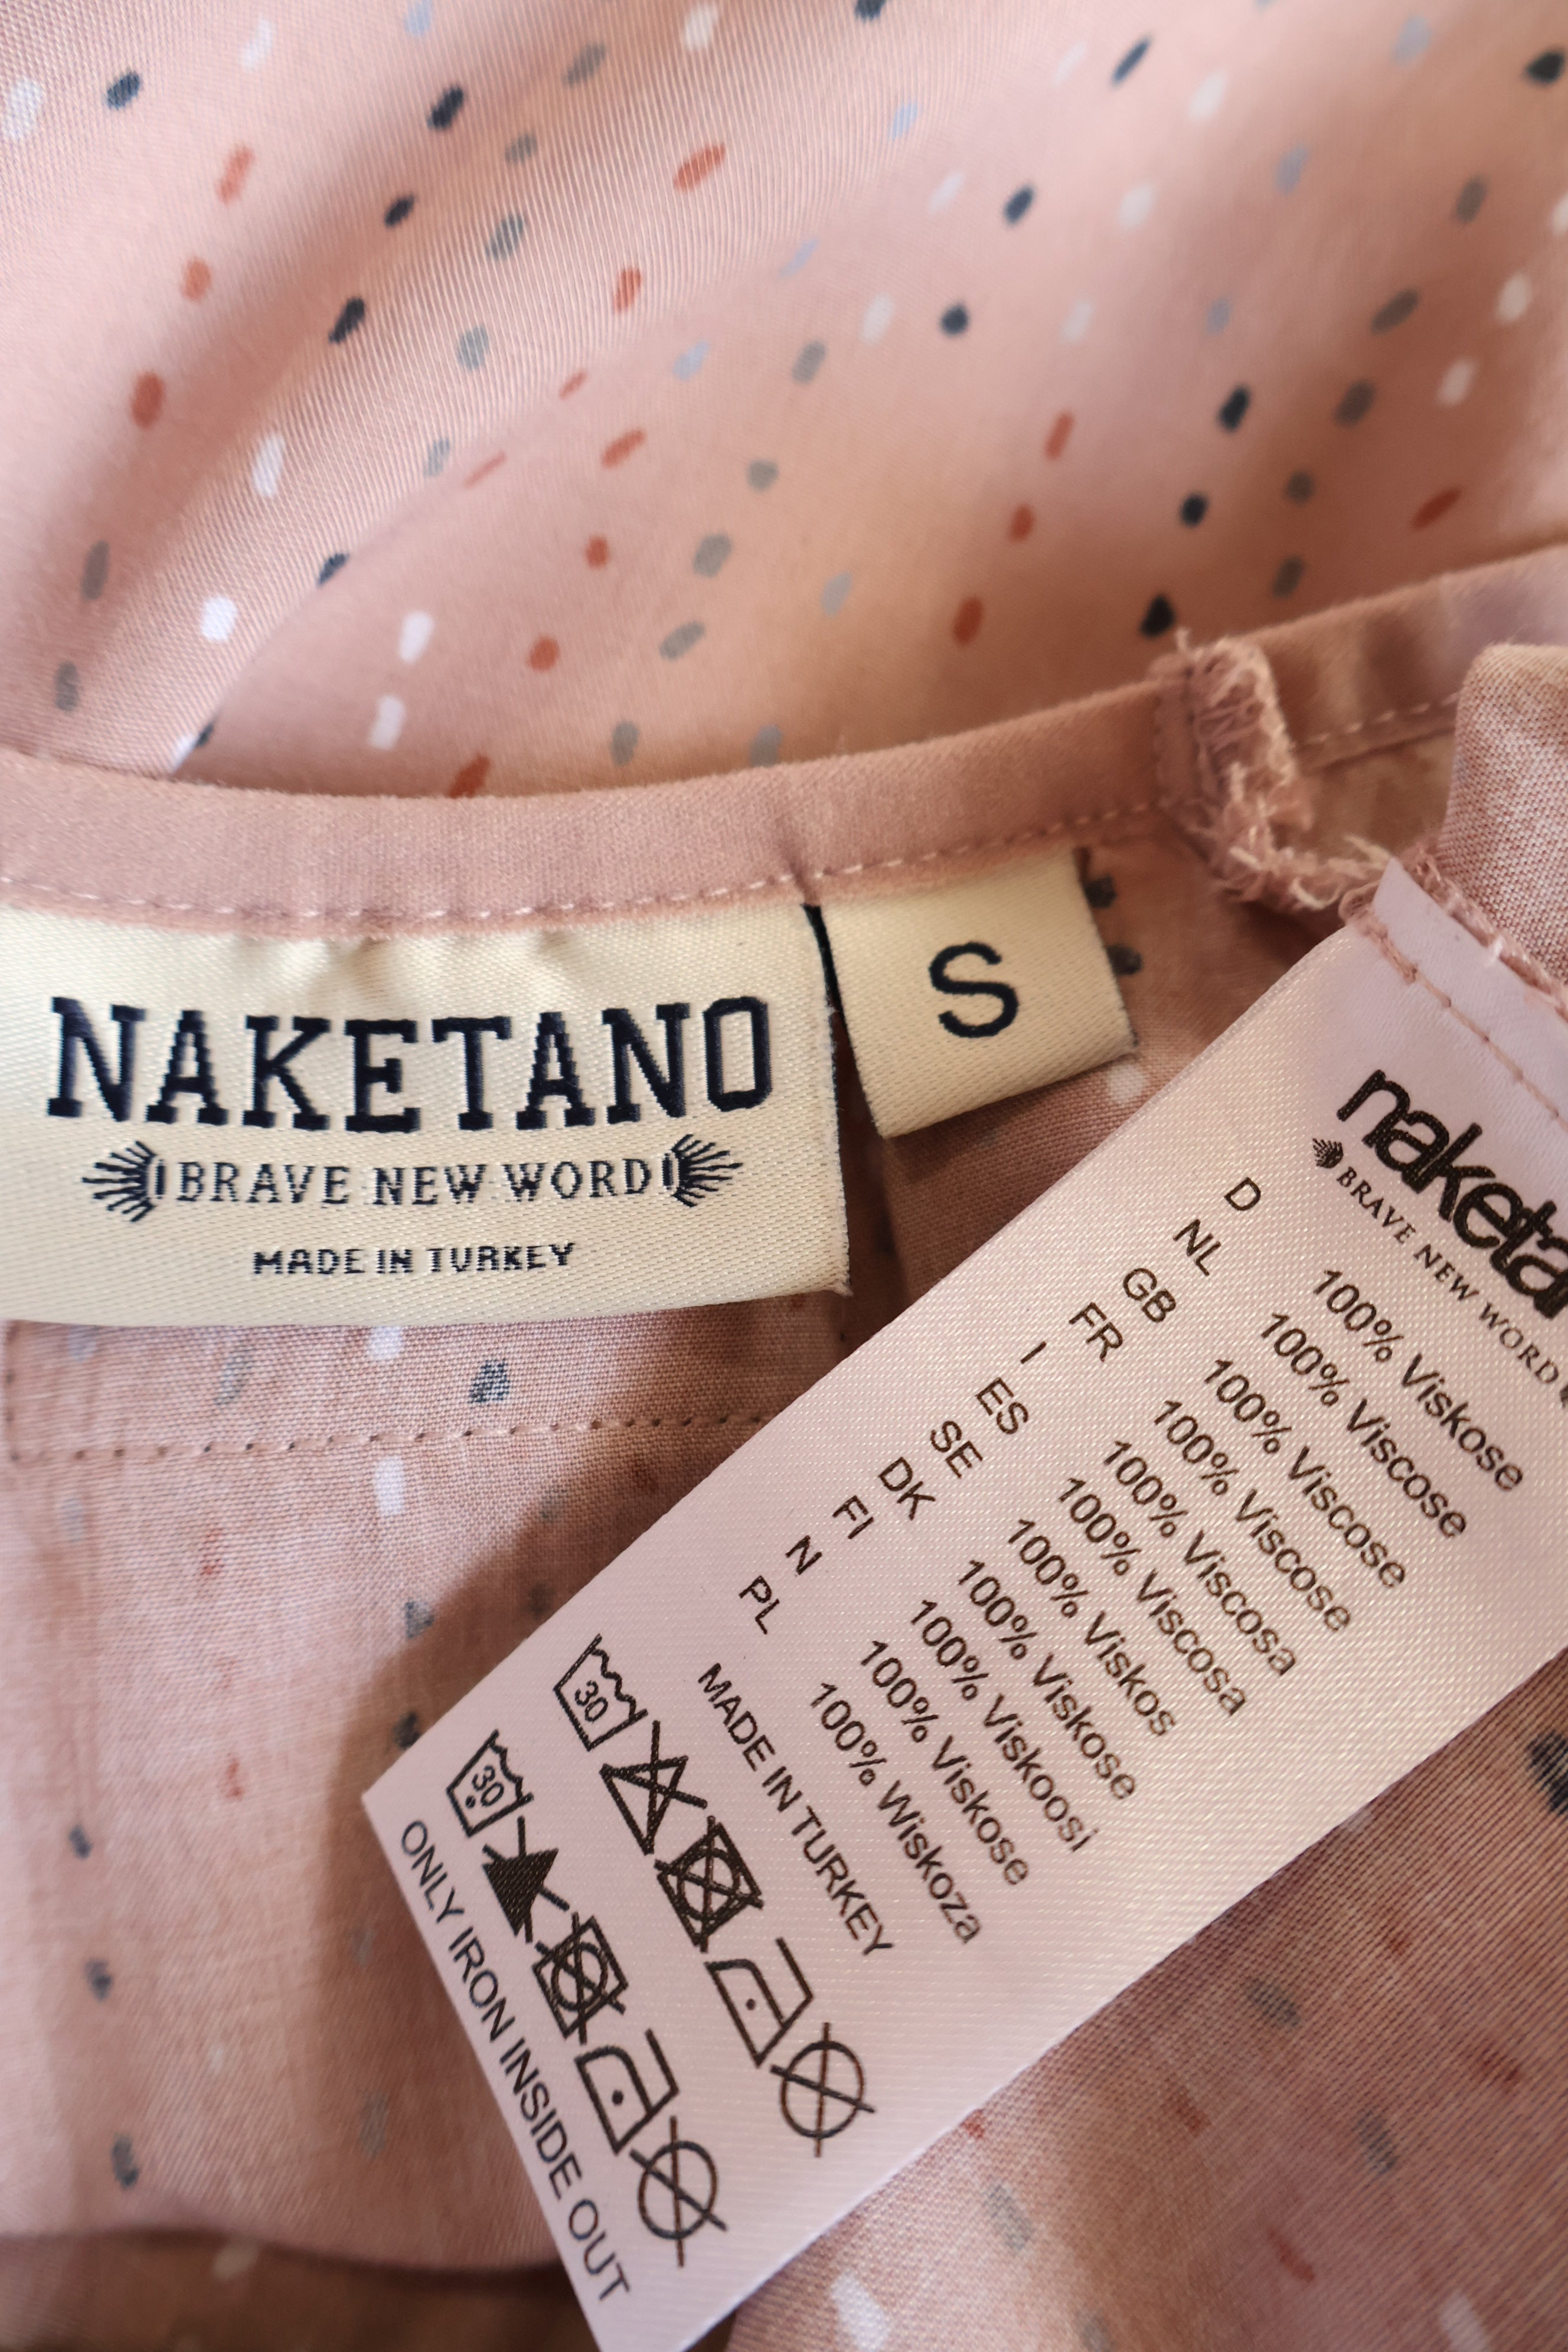 NAKETANO
BRAVE NEW WORD
MADE IN TURKEY
S
naketa
BRAVE NEW WORD
D 100% Viskose
NL 100% Viscose
GB 100% Viscose
FR 100% Viscose
I 100% Viscosa
ES 100% Viscosa
SE 100% Viskos
DK 100% Viskose
FI 100% Viskoosi
N 100% Viskose
PL 100% Wiskoza
MADE IN TURKEY
30
30
ONLY IRON INSIDE OUT